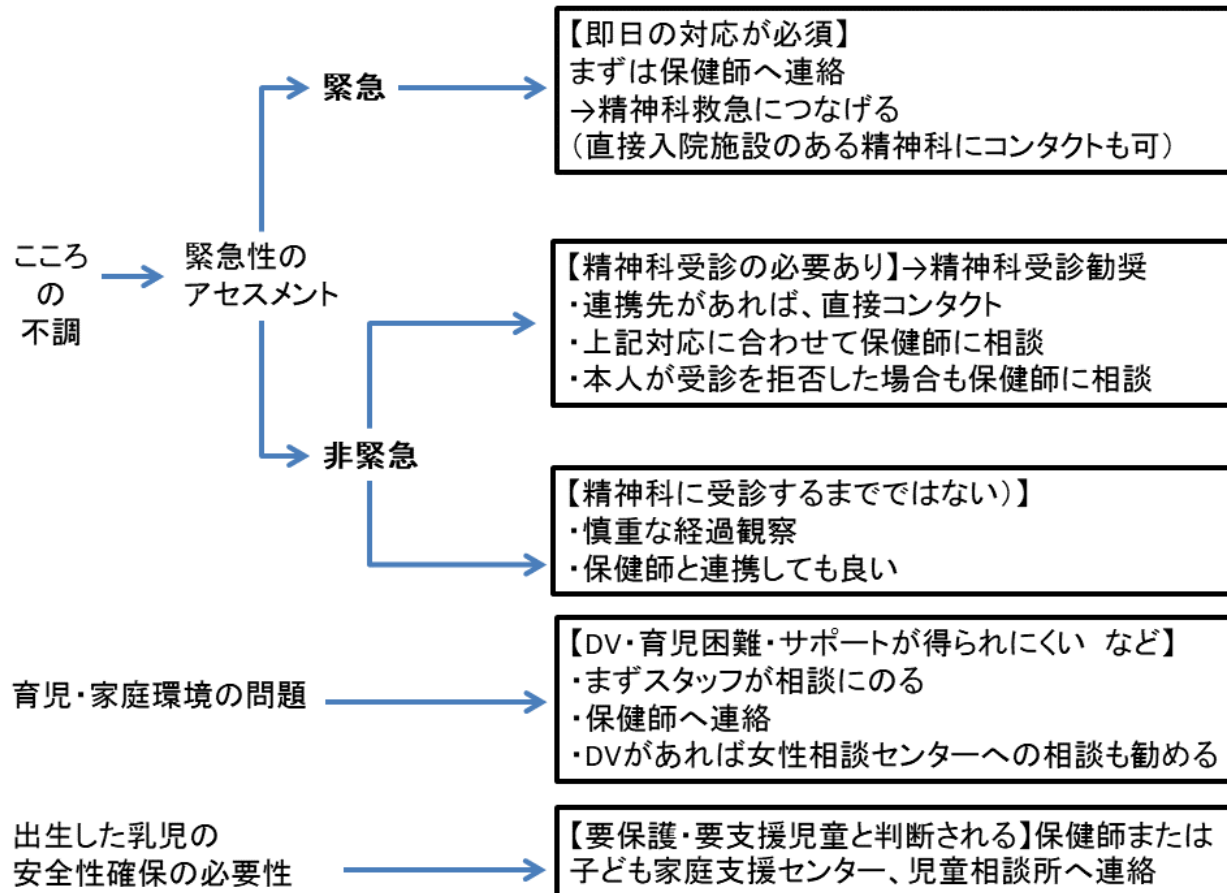 【即日の対応が必須】
まずは保健師へ連絡
→精神科救急につなげる
(直接入院施設のある精神科にコンタクトも可)
緊急
こころ
の
不調
緊急性の
アセスメント
【精神科受診の必要あり】→精神科受診勧奨
・連携先があれば、直接コンタクト
・上記対応に合わせて保健師に相談
・本人が受診を拒否した場合も保健師に相談
非緊急
【精神科に受診するまでではない)】
・慎重な経過観察
・保健師と連携しても良い
育児・家庭環境の問題
【DV・育児困難・サポートが得られにくい など】
・まずスタッフが相談にのる
・保健師へ連絡
・DVがあれば女性相談センターへの相談も勧める
出生した乳児の
安全性確保の必要性
【要保護・要支援児童と判断される】保健師または
子ども家庭支援センター、児童相談所へ連絡